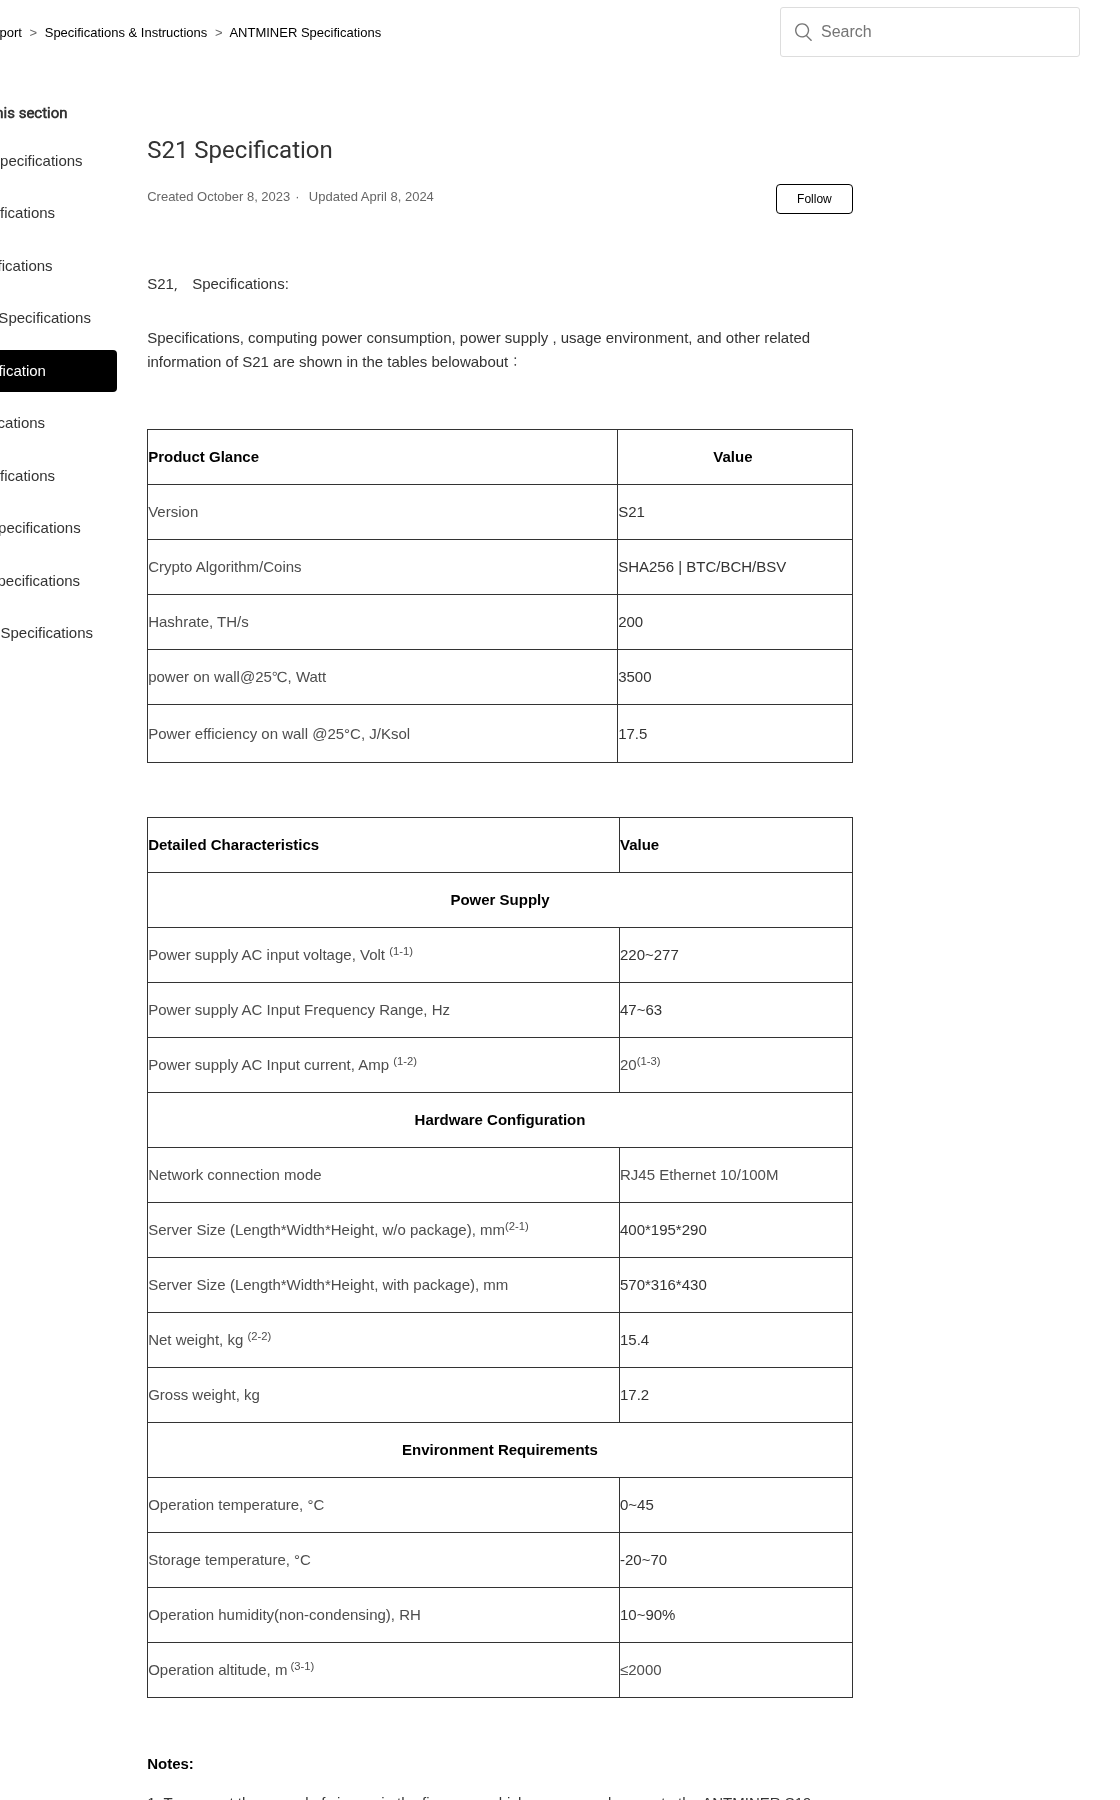 port > Specifications & Instructions > ANTMINER Specifications
Search
his section
pecifications
fications
fications
Specifications
fication
cations
fications
pecifications
pecifications
Specifications
S21 Specification
Created October 8, 2023 · Updated April 8, 2024
Follow
S21, Specifications:
Specifications, computing power consumption, power supply , usage environment, and other related
information of S21 are shown in the tables belowabout：
Product Glance Value
Version S21
Crypto Algorithm/Coins SHA256 | BTC/BCH/BSV
Hashrate, TH/s 200
power on wall@25℃, Watt 3500
Power efficiency on wall @25°C, J/Ksol 17.5
Detailed Characteristics Value
Power Supply
Power supply AC input voltage, Volt (1-1) 220~277
Power supply AC Input Frequency Range, Hz 47~63
Power supply AC Input current, Amp (1-2) 20(1-3)
Hardware Configuration
Network connection mode RJ45 Ethernet 10/100M
Server Size (Length*Width*Height, w/o package), mm(2-1) 400*195*290
Server Size (Length*Width*Height, with package), mm 570*316*430
Net weight, kg (2-2) 15.4
Gross weight, kg 17.2
Environment Requirements
Operation temperature, °C 0~45
Storage temperature, °C -20~70
Operation humidity(non-condensing), RH 10~90%
Operation altitude, m (3-1) ≤2000
Notes: